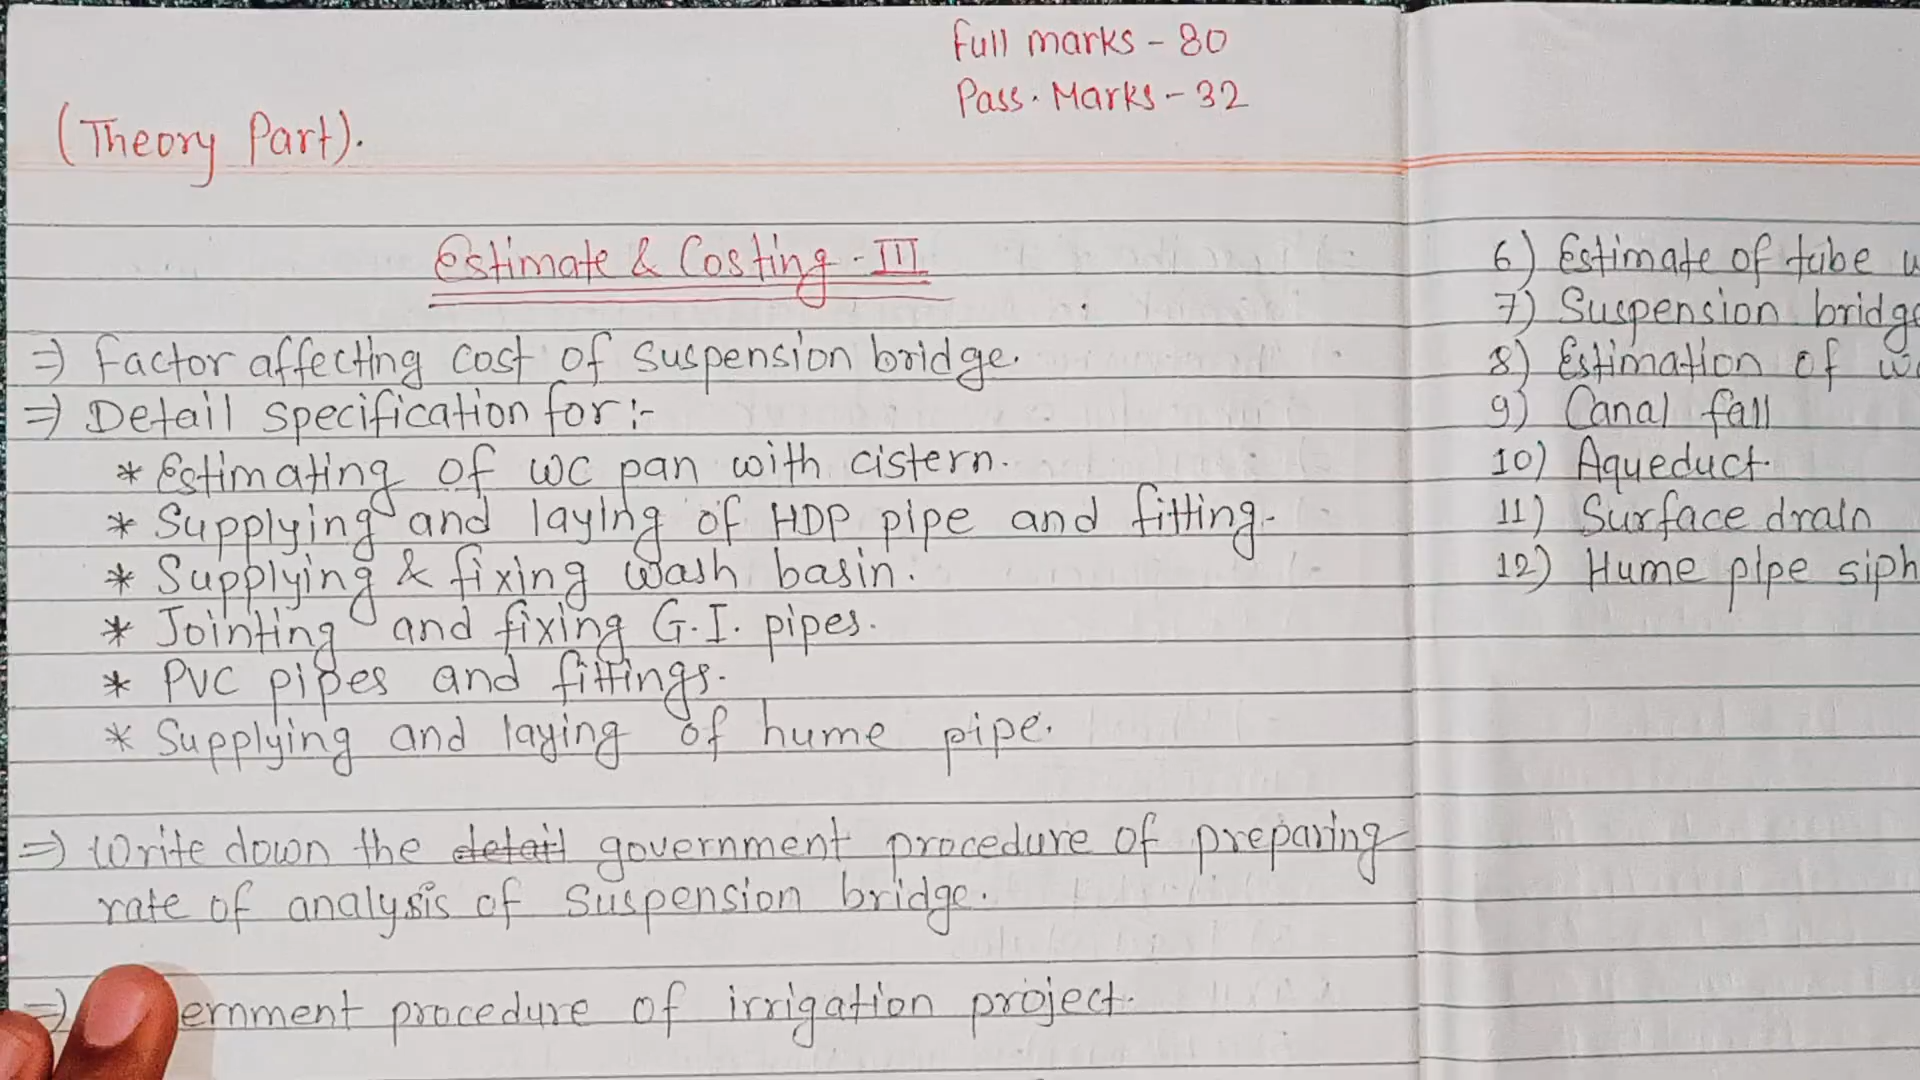 Full marks - 80
Pass. Marks - 32
(Theory Part).
Estimate & Costing - III
=> Factor affecting cost of suspension bridge.
=> Detail specification for:-
* Estimating of WC pan with cistern.
* Supplying and laying of HDP pipe and fitting.
* Supplying & fixing wash basin.
* Jointing and fixing G.I. pipes.
* PVC pipes and fittings.
* Supplying and laying of hume pipe.
=> Write down the detail government procedure of preparing
rate of analysis of suspension bridge.
=> ernment procedure of irrigation project.
6) Estimate of tube
7) Suspension bridg
8) Estimation of
9) Canal fall
10) Aqueduct.
11) Surface drain
12) Hume pipe siph